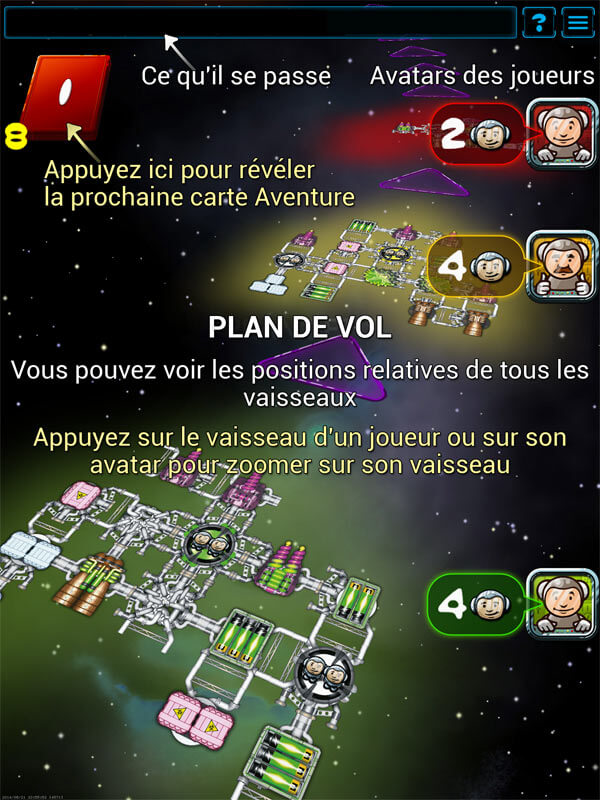 ?
Ce qu'il se passe
Avatars des joueurs
8
2
Appuyez ici pour révéler
la prochaine carte Aventure
4
PLAN DE VOL
Vous pouvez voir les positions relatives de tous les
vaisseaux
Appuyez sur le vaisseau d'un joueur ou sur son
avatar pour zoomer sur son vaisseau
4